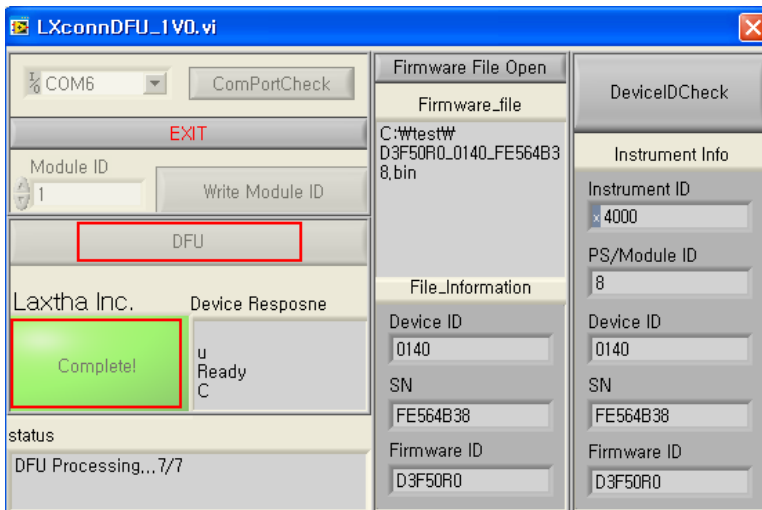 LXconnDFU_1V0.vi
COM6
ComPortCheck
EXIT
Module ID
1
Write Module ID
DFU
Laxtha Inc.
Device Resposne
Complete!
u
Ready
C
status
DFU Processing,,,7/7
Firmware File Open
Firmware_file
C:₩test₩
D3F50R0_0140_FE564B3
8,bin
File_Information
Device ID
0140
SN
FE564B38
Firmware ID
D3F50R0
DeviceIDCheck
Instrument Info
Instrument ID
x 4000
PS/Module ID
8
Device ID
0140
SN
FE564B38
Firmware ID
D3F50R0